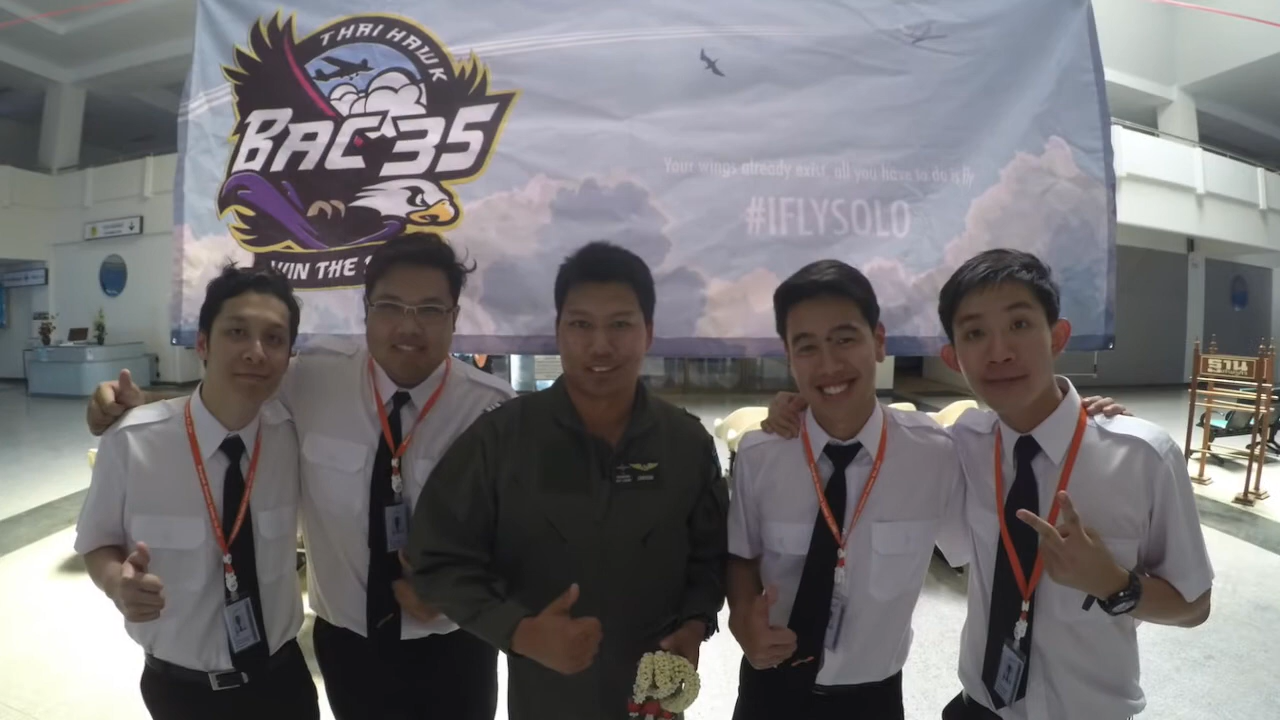 THAI HAWK
BAC 35
WIN THE
Your wings already exist, all you have to do is fly
#IFLYSOLO